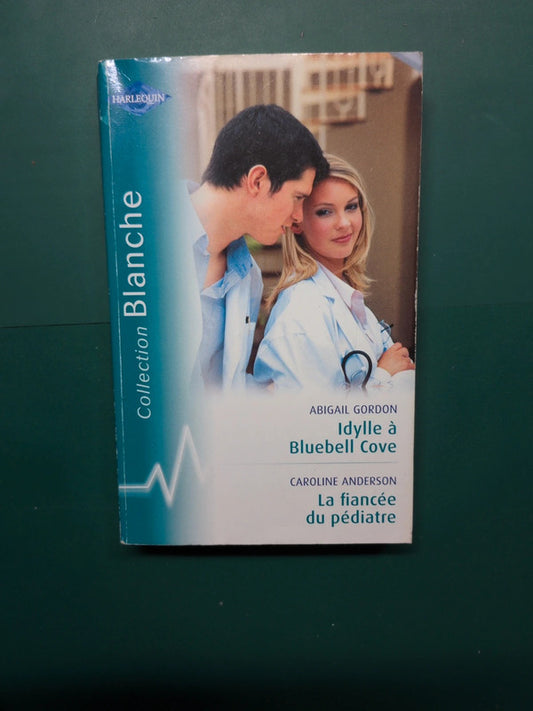 HARLEQUIN
Collection Blanche
ABIGAIL GORDON
Idylle à
Bluebell Cove
CAROLINE ANDERSON
La fiancée
du pédiatre